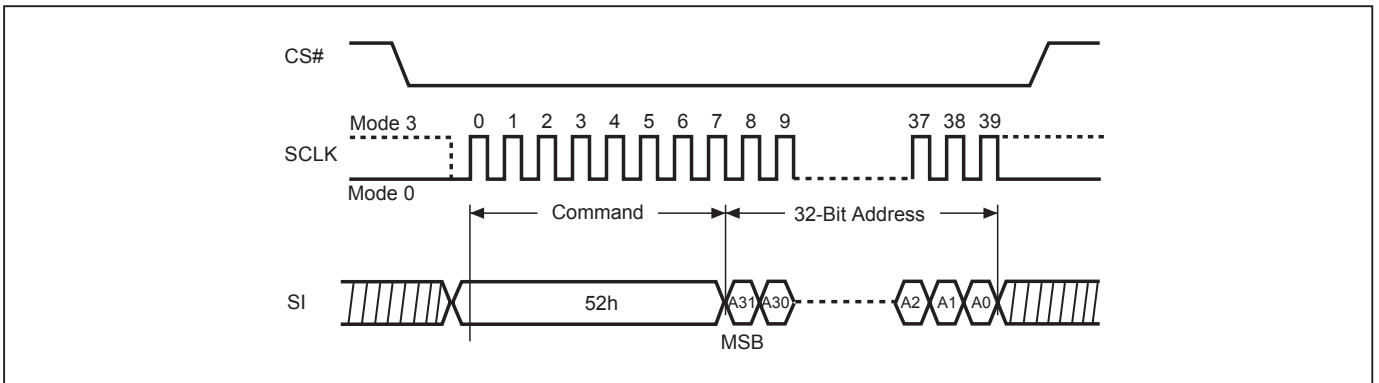 CS#
Mode 3
0 1 2 3 4 5 6 7 8 9 37 38 39
SCLK
Mode 0
Command 32-Bit Address
SI 52h A31 A30 A2 A1 A0
MSB